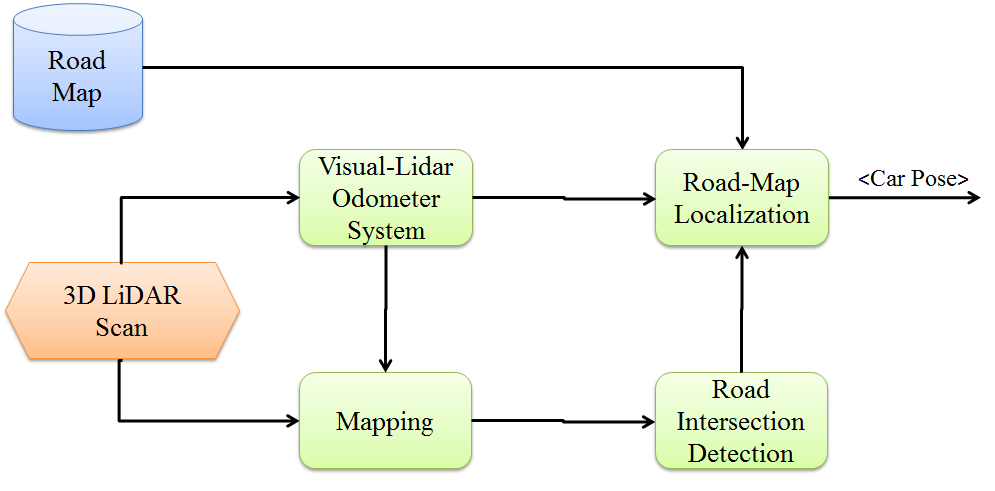 Road
Map
Visual-Lidar
Odometer
System
Road-Map
Localization
<Car Pose>
3D LiDAR
Scan
Mapping
Road
Intersection
Detection